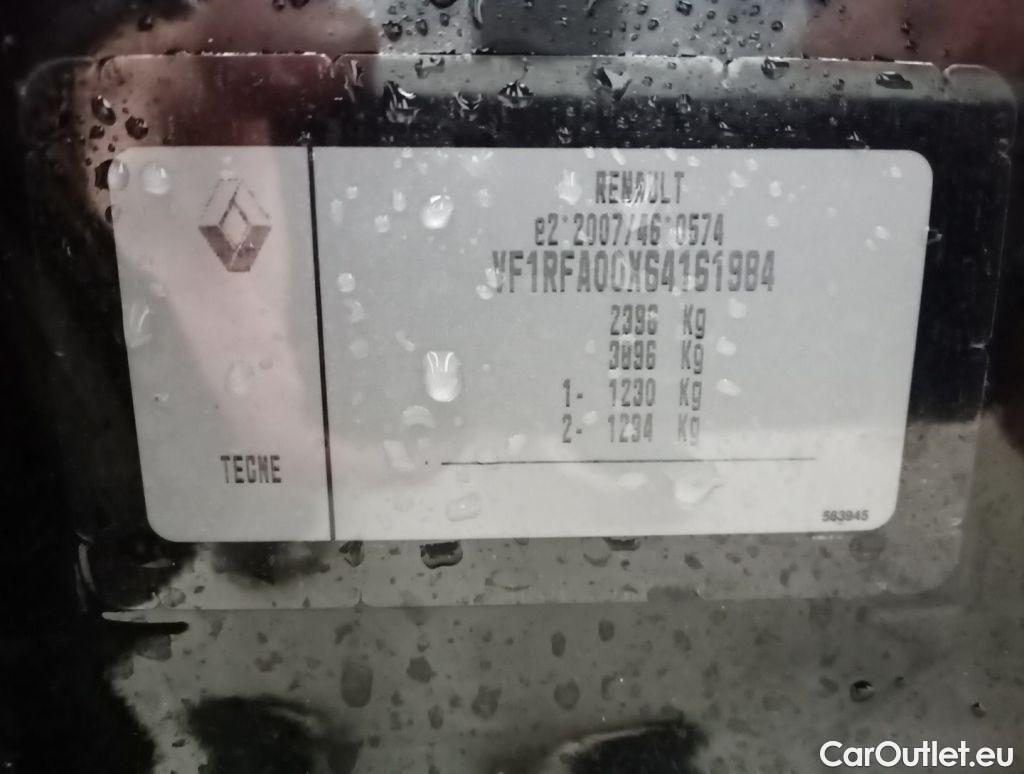 RENAULT
e2*2007/46*0574
VF1RFA00X64161984
2396 Kg
3896 Kg
1- 1230 Kg
2- 1294 Kg
TECNE
563945
CarOutlet.eu